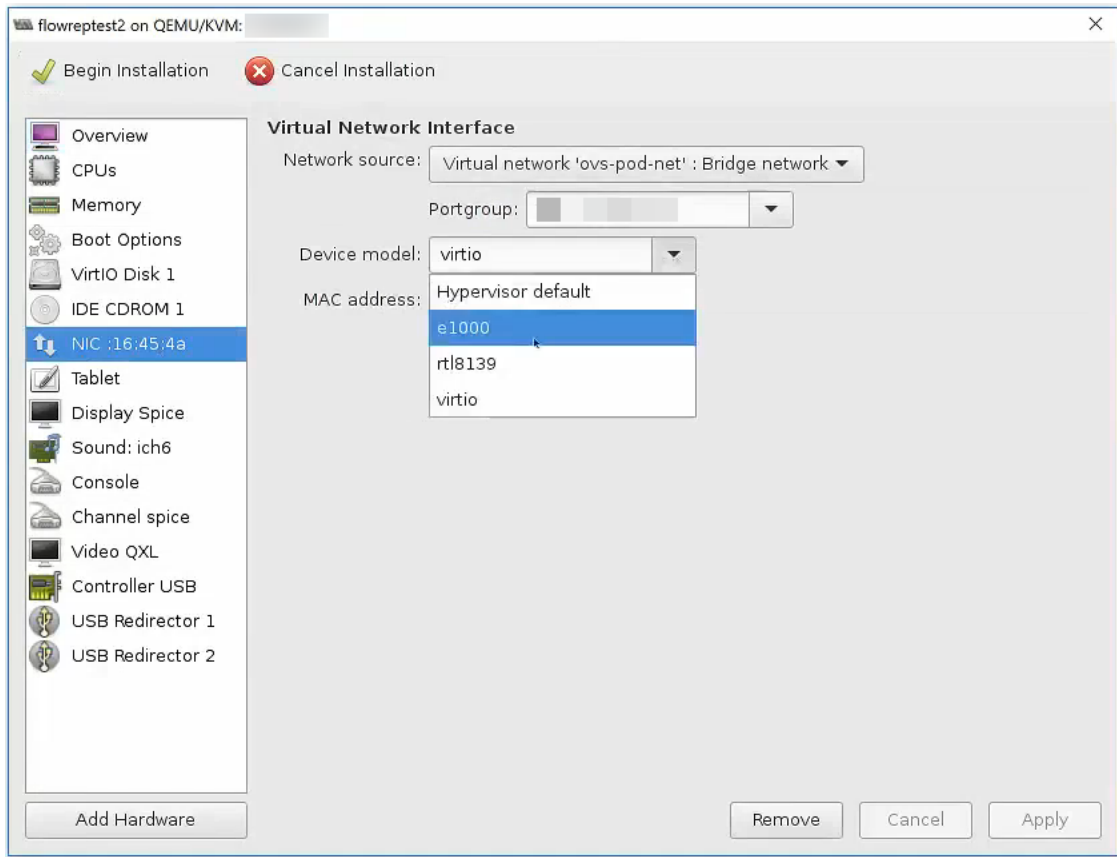 flowreptest2 on QEMU/KVM:
Begin Installation
Cancel Installation
Overview
CPUs
Memory
Boot Options
VirtIO Disk 1
IDE CDROM 1
NIC :16:45:4a
Tablet
Display Spice
Sound: ich6
Console
Channel spice
Video QXL
Controller USB
USB Redirector 1
USB Redirector 2
Add Hardware
Virtual Network Interface
Network source: Virtual network 'ovs-pod-net' : Bridge network
Portgroup:
Device model: virtio
MAC address:
Hypervisor default
e1000
rtl8139
virtio
Remove
Cancel
Apply